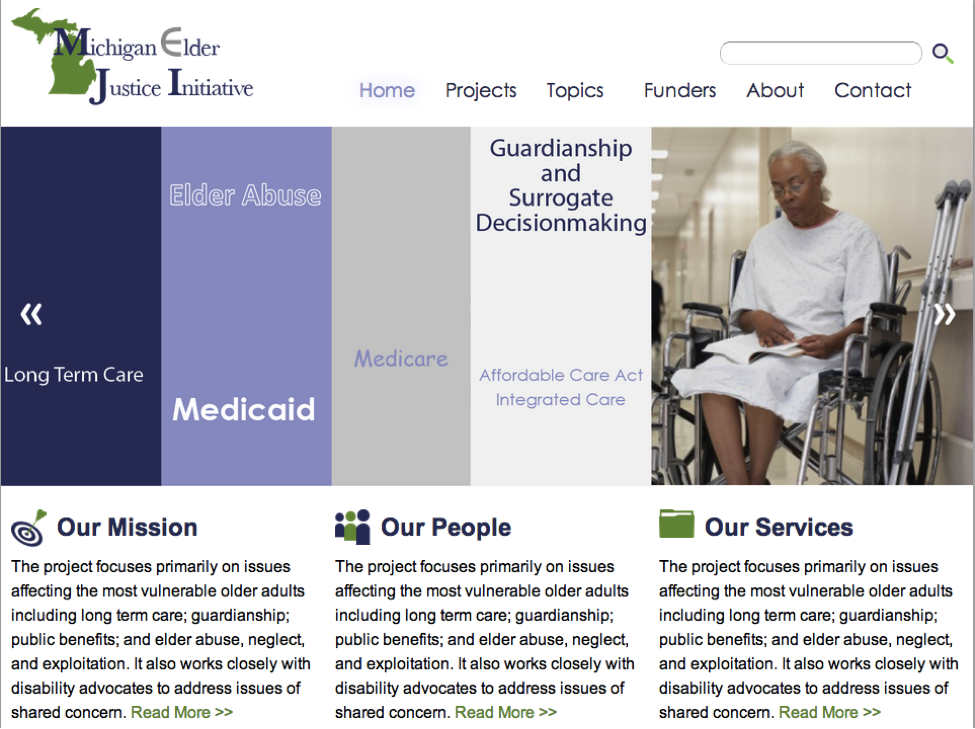 Michigan Elder
Justice Initiative
Home Projects Topics Funders About Contact
Guardianship
and
Surrogate
Decisionmaking
Elder Abuse
«
»
Long Term Care
Medicaid
Medicare
Affordable Care Act
Integrated Care
Our Mission
The project focuses primarily on issues
affecting the most vulnerable older adults
including long term care; guardianship;
public benefits; and elder abuse, neglect,
and exploitation. It also works closely with
disability advocates to address issues of
shared concern. Read More >>
Our People
The project focuses primarily on issues
affecting the most vulnerable older adults
including long term care; guardianship;
public benefits; and elder abuse, neglect,
and exploitation. It also works closely with
disability advocates to address issues of
shared concern. Read More >>
Our Services
The project focuses primarily on issues
affecting the most vulnerable older adults
including long term care; guardianship;
public benefits; and elder abuse, neglect,
and exploitation. It also works closely with
disability advocates to address issues of
shared concern. Read More >>